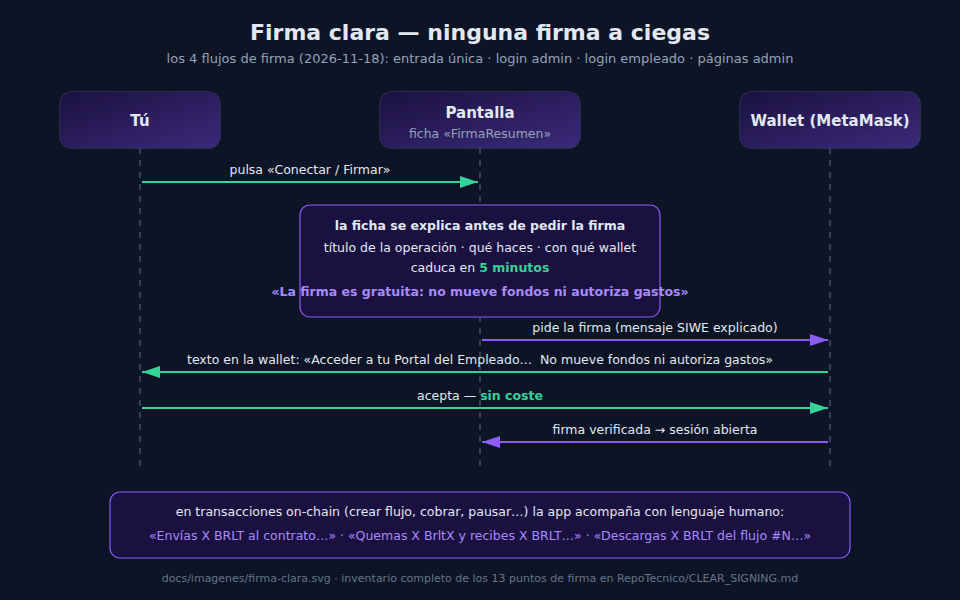 Firma clara — ninguna firma a ciegas
los 4 flujos de firma (2026-11-18): entrada única · login admin · login empleado · páginas admin
Tú
Pantalla
ficha «FirmaResumen»
Wallet (MetaMask)
pulsa «Conectar / Firmar»
la ficha se explica antes de pedir la firma
título de la operación · qué haces · con qué wallet
caduca en 5 minutos
«La firma es gratuita: no mueve fondos ni autoriza gastos»
pide la firma (mensaje SIWE explicado)
texto en la wallet: «Acceder a tu Portal del Empleado… No mueve fondos ni autoriza gastos»
acepta — sin coste
firma verificada → sesión abierta
en transacciones on-chain (crear flujo, cobrar, pausar…) la app acompaña con lenguaje humano:
«Envías X BRLT al contrato…» · «Quemas X BrltX y recibes X BRLT…» · «Descargas X BRLT del flujo #N…»
docs/imagenes/firma-clara.svg · inventario completo de los 13 puntos de firma en RepoTecnico/CLEAR_SIGNING.md